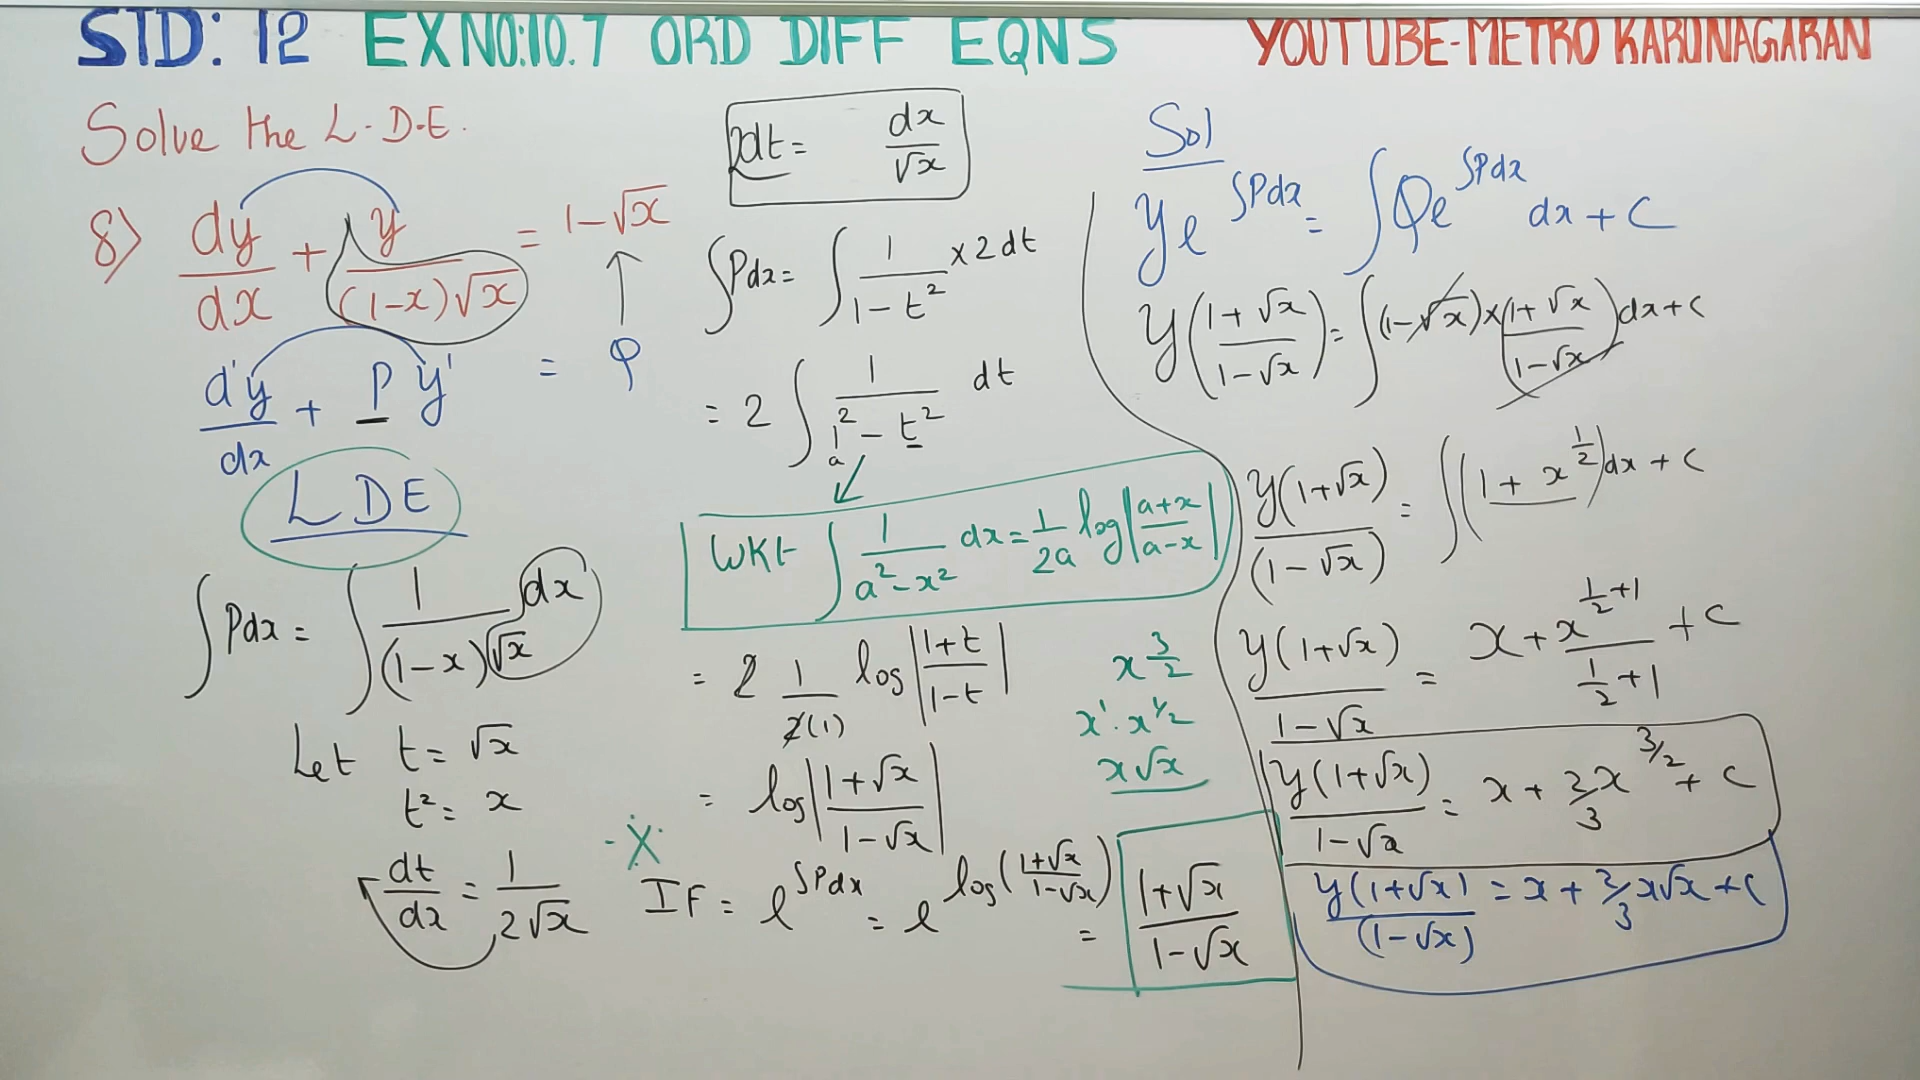 STD: 12 EXNO:10.7 ORD DIFF EQNS YOUTUBE-METRO KARUNAGARAN
Solve the L.D.E.
8) dy/dx + y/((1-x)√x) = 1-√x
dy/dx + Py = Q
LDE
∫Pdx = ∫ 1/((1-x)√x) dx
Let t = √x
t² = x
dt/dx = 1/(2√x)
2dt = dx/√x
∫Pdx = ∫ 1/(1-t²) × 2dt
= 2 ∫ 1/(1²-t²) dt
a
WKt ∫ 1/(a²-x²) dx = 1/2a log|(a+x)/(a-x)|
= 2 1/(2(1)) log|(1+t)/(1-t)|
= log|(1+√x)/(1-√x)|
IF = e^∫Pdx = e^log((1+√x)/(1-√x)) = (1+√x)/(1-√x)
x^3/2
x¹·x^1/2
x√x
Sol
ye^∫Pdx = ∫Qe^∫Pdx dx + C
y((1+√x)/(1-√x)) = ∫(1-√x)×((1+√x)/(1-√x))dx + C
y(1+√x)/(1-√x) = ∫(1+x^1/2)dx + C
y(1+√x)/(1-√x) = x + x^(1/2+1)/(1/2+1) + C
y(1+√x)/(1-√x) = x + 2/3 x^3/2 + C
y(1+√x)/(1-√x) = x + 2/3 x√x + C